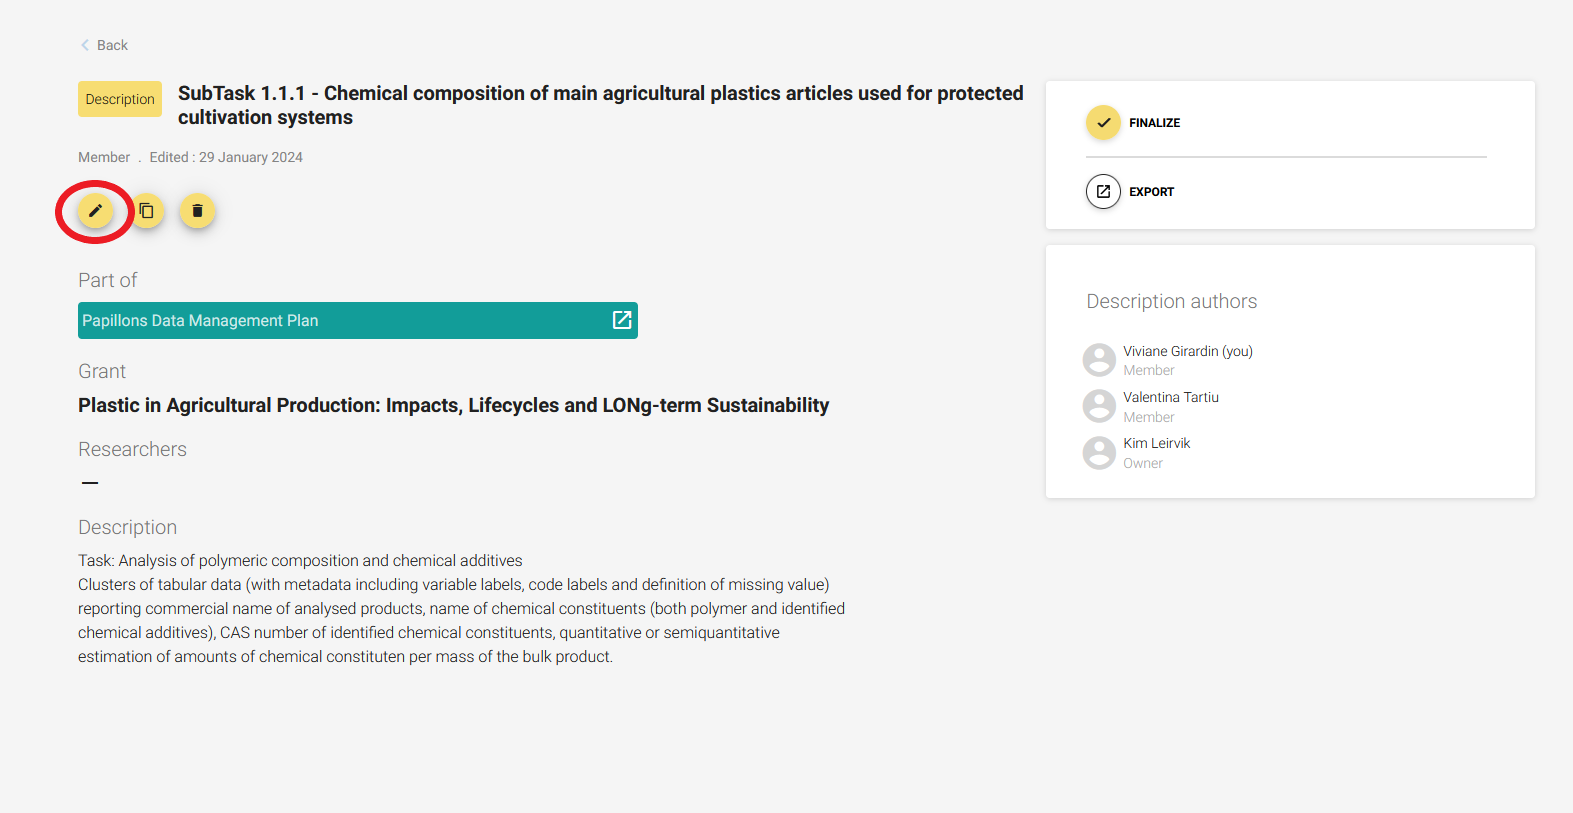 Back
Description
SubTask 1.1.1 - Chemical composition of main agricultural plastics articles used for protected
cultivation systems
Member . Edited : 29 January 2024
Part of
Papillons Data Management Plan
Grant
Plastic in Agricultural Production: Impacts, Lifecycles and LONg-term Sustainability
Researchers
—
Description
Task: Analysis of polymeric composition and chemical additives
Clusters of tabular data (with metadata including variable labels, code labels and definition of missing value)
reporting commercial name of analysed products, name of chemical constituents (both polymer and identified
chemical additives), CAS number of identified chemical constituents, quantitative or semiquantitative
estimation of amounts of chemical constituten per mass of the bulk product.
FINALIZE
EXPORT
Description authors
Viviane Girardin (you)
Member
Valentina Tartiu
Member
Kim Leirvik
Owner